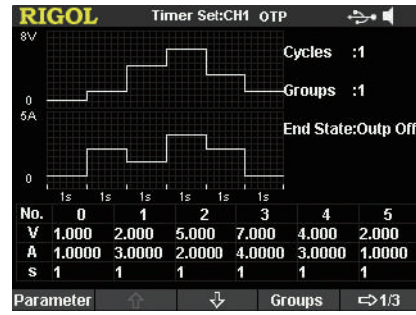 RIGOL Timer Set:CH1 OTP
8V
Cycles :1
0
Groups :1
5A
End State:Outp Off
0
1s 1s 1s 1s 1s 1s
No. 0 1 2 3 4 5
V 1.000 2.000 5.000 7.000 4.000 2.000
A 1.0000 3.0000 2.0000 4.0000 3.0000 1.0000
s 1 1 1 1 1 1
Parameter Groups 1/3